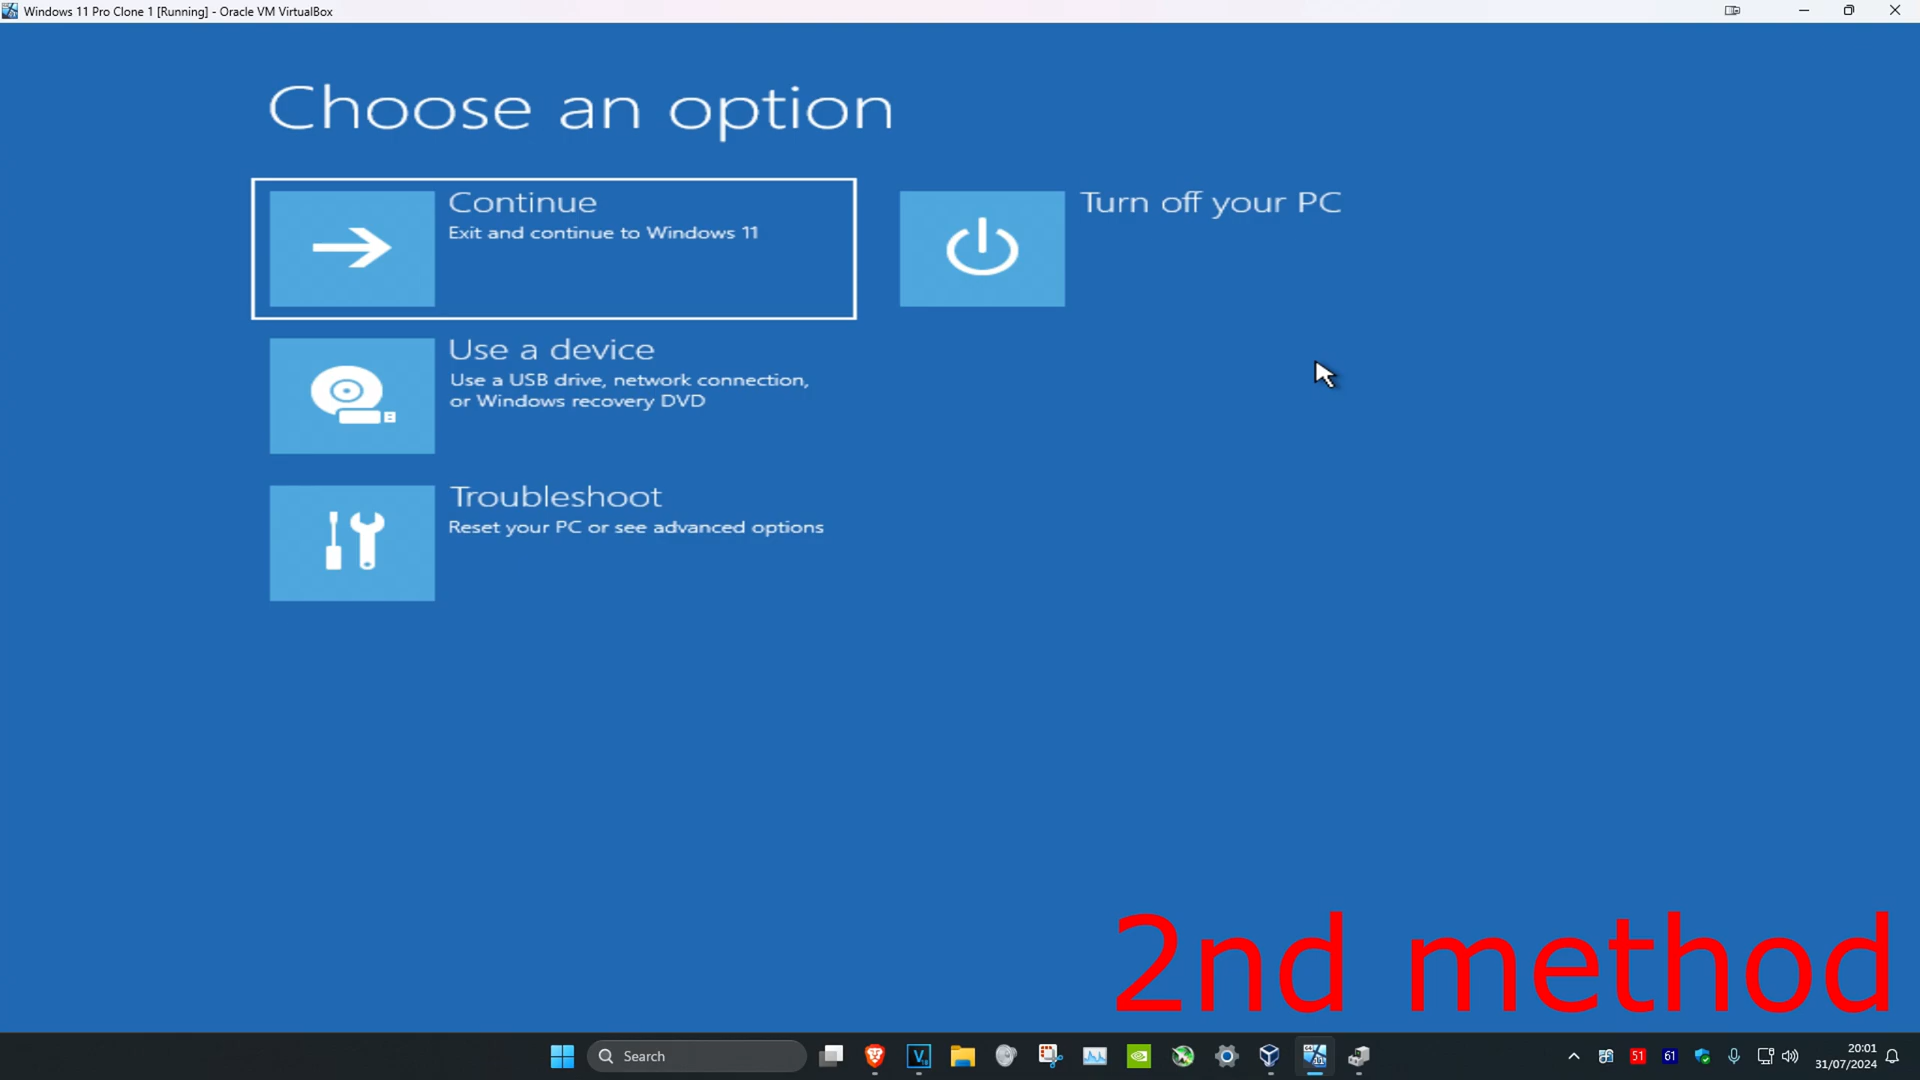 Windows 11 Pro Clone 1 [Running] - Oracle VM VirtualBox
Choose an option
Continue
Exit and continue to Windows 11
Turn off your PC
Use a device
Use a USB drive, network connection,
or Windows recovery DVD
Troubleshoot
Reset your PC or see advanced options
2nd method
Search
51
61
20:01
31/07/2024